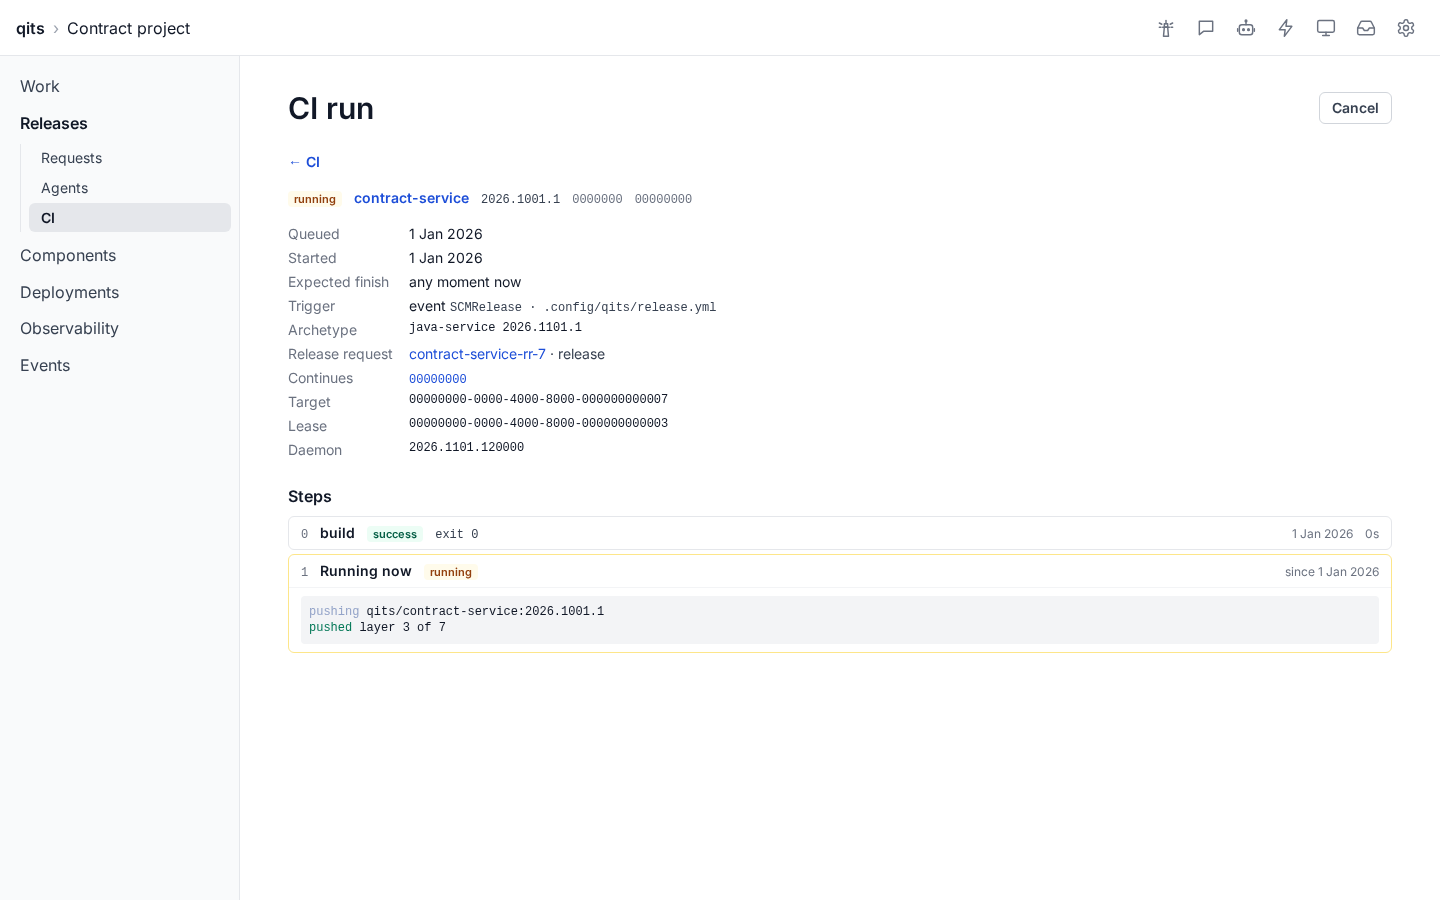 qits › Contract project
Work
Releases
Requests
Agents
CI
Components
Deployments
Observability
Events
CI run
Cancel
← CI
running contract-service 2026.1001.1 0000000 00000000
Queued 1 Jan 2026
Started 1 Jan 2026
Expected finish any moment now
Trigger event SCMRelease · .config/qits/release.yml
Archetype java-service 2026.1101.1
Release request contract-service-rr-7 · release
Continues 00000000
Target 00000000-0000-4000-8000-000000000007
Lease 00000000-0000-4000-8000-000000000003
Daemon 2026.1101.120000
Steps
0 build success exit 0 1 Jan 2026 0s
1 Running now running since 1 Jan 2026
pushing qits/contract-service:2026.1001.1
pushed layer 3 of 7